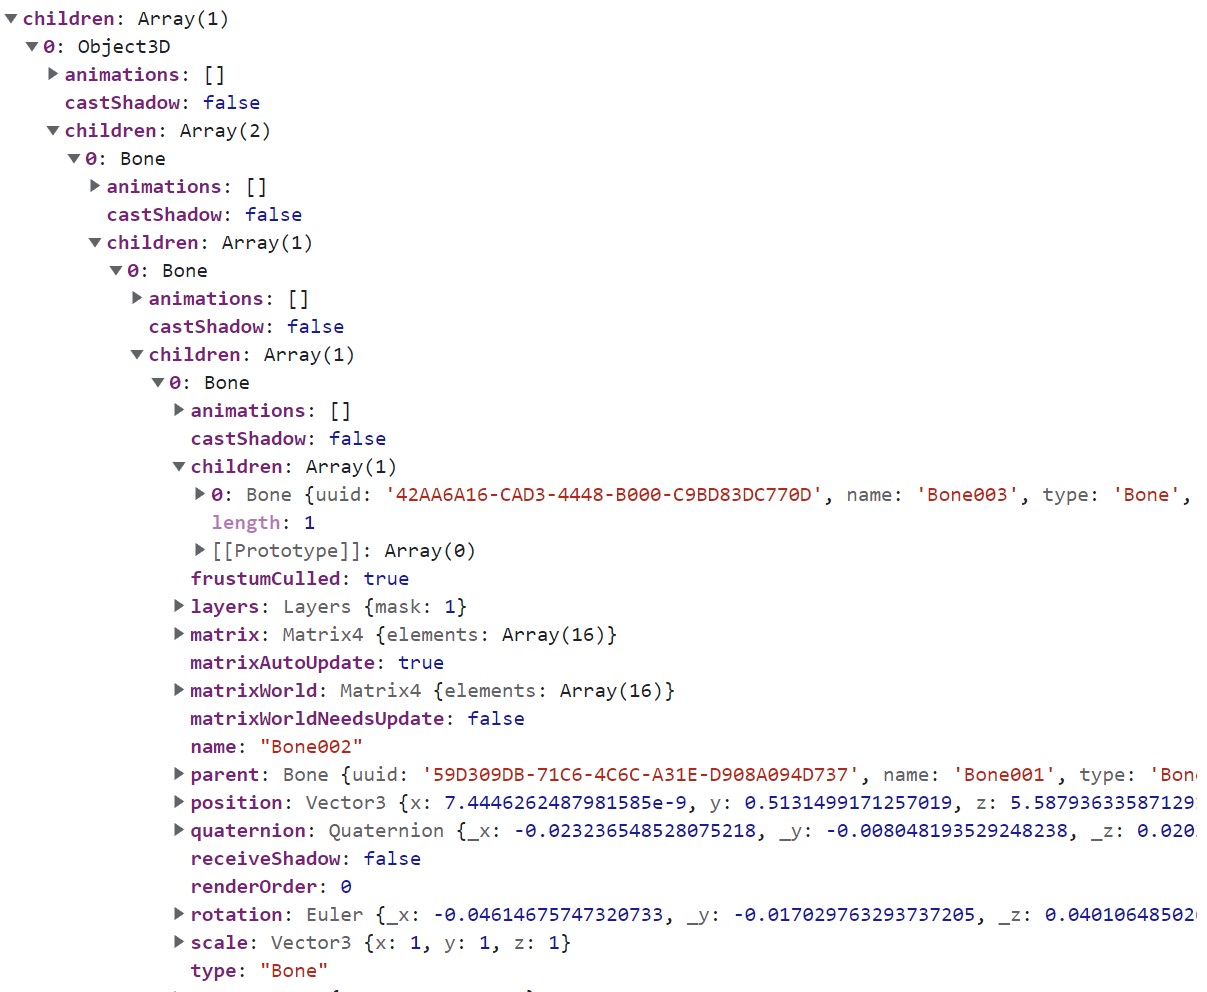 children: Array(1)
0: Object3D
animations: []
castShadow: false
children: Array(2)
0: Bone
animations: []
castShadow: false
children: Array(1)
0: Bone
animations: []
castShadow: false
children: Array(1)
0: Bone
animations: []
castShadow: false
children: Array(1)
0: Bone {uuid: '42AA6A16-CAD3-4448-B000-C9BD83DC770D', name: 'Bone003', type: 'Bone',
length: 1
[[Prototype]]: Array(0)
frustumCulled: true
layers: Layers {mask: 1}
matrix: Matrix4 {elements: Array(16)}
matrixAutoUpdate: true
matrixWorld: Matrix4 {elements: Array(16)}
matrixWorldNeedsUpdate: false
name: "Bone002"
parent: Bone {uuid: '59D309DB-71C6-4C6C-A31E-D908A094D737', name: 'Bone001', type: 'Bon
position: Vector3 {x: 7.4446262487981585e-9, y: 0.5131499171257019, z: 5.58793633587129
quaternion: Quaternion {_x: -0.023236548528075218, _y: -0.008048193529248238, _z: 0.020
receiveShadow: false
renderOrder: 0
rotation: Euler {_x: -0.04614675747320733, _y: -0.017029763293737205, _z: 0.0401064850
scale: Vector3 {x: 1, y: 1, z: 1}
type: "Bone"